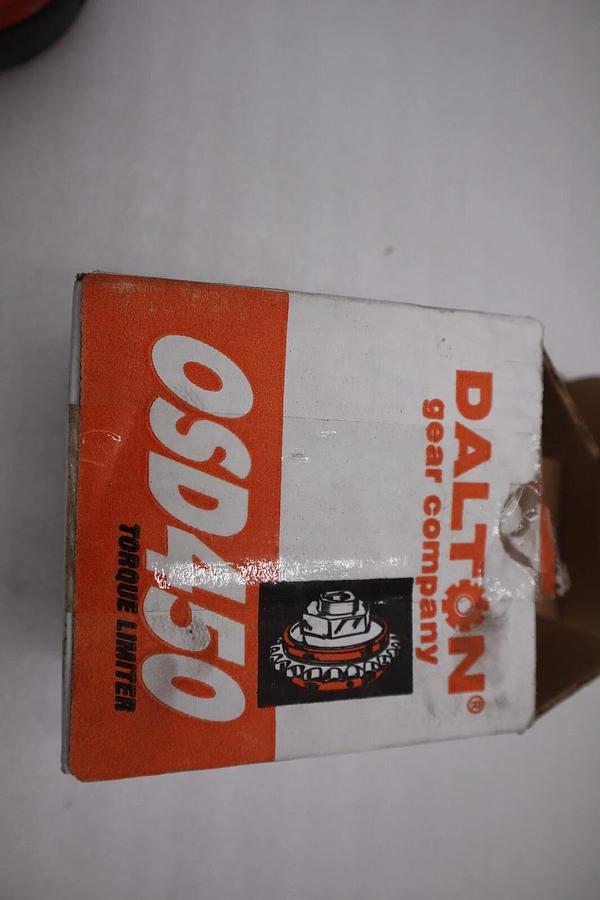 DALTON®
gear company
OSD450
TORQUE LIMITER